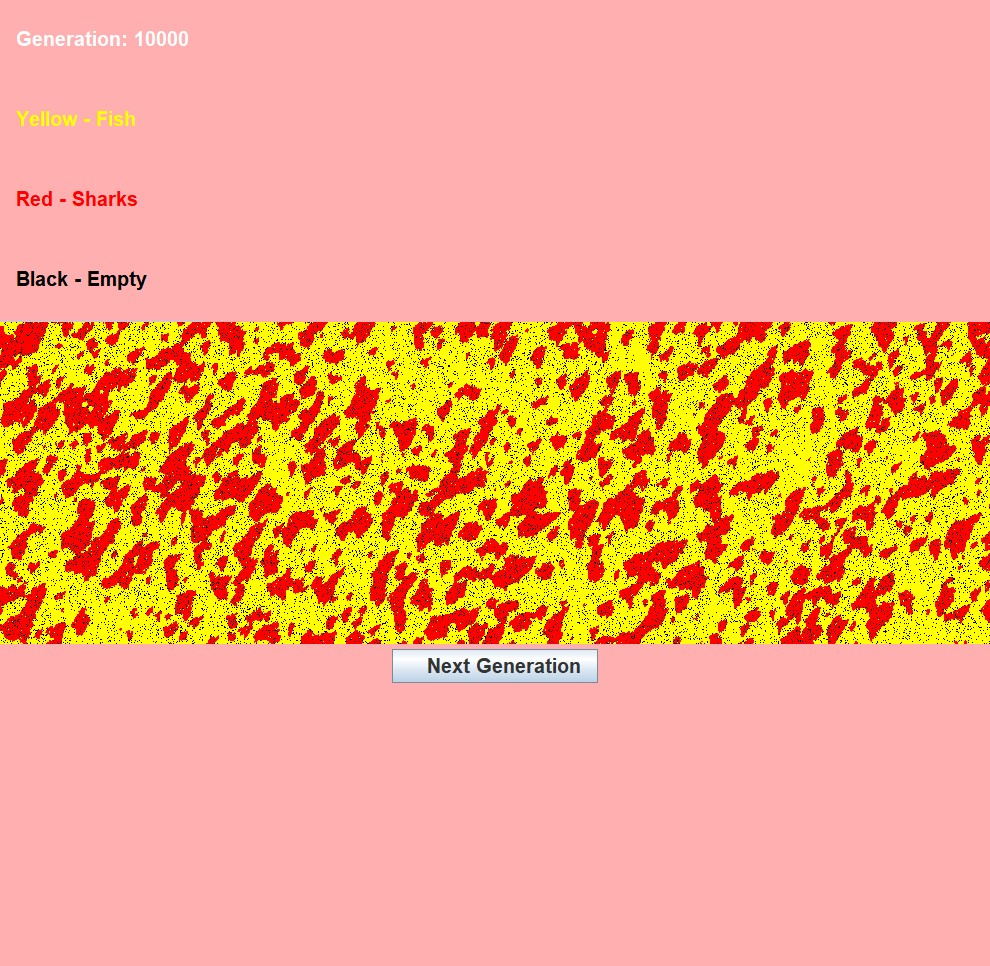 Generation: 10000
Yellow - Fish
Red - Sharks
Black - Empty
Next Generation